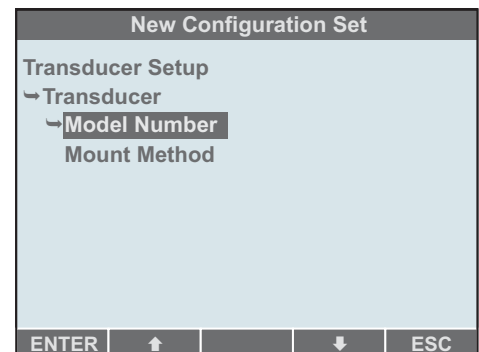 New Configuration Set
Transducer Setup
➥Transducer
➥Model Number
Mount Method
ENTER ⬆ ⬇ ESC